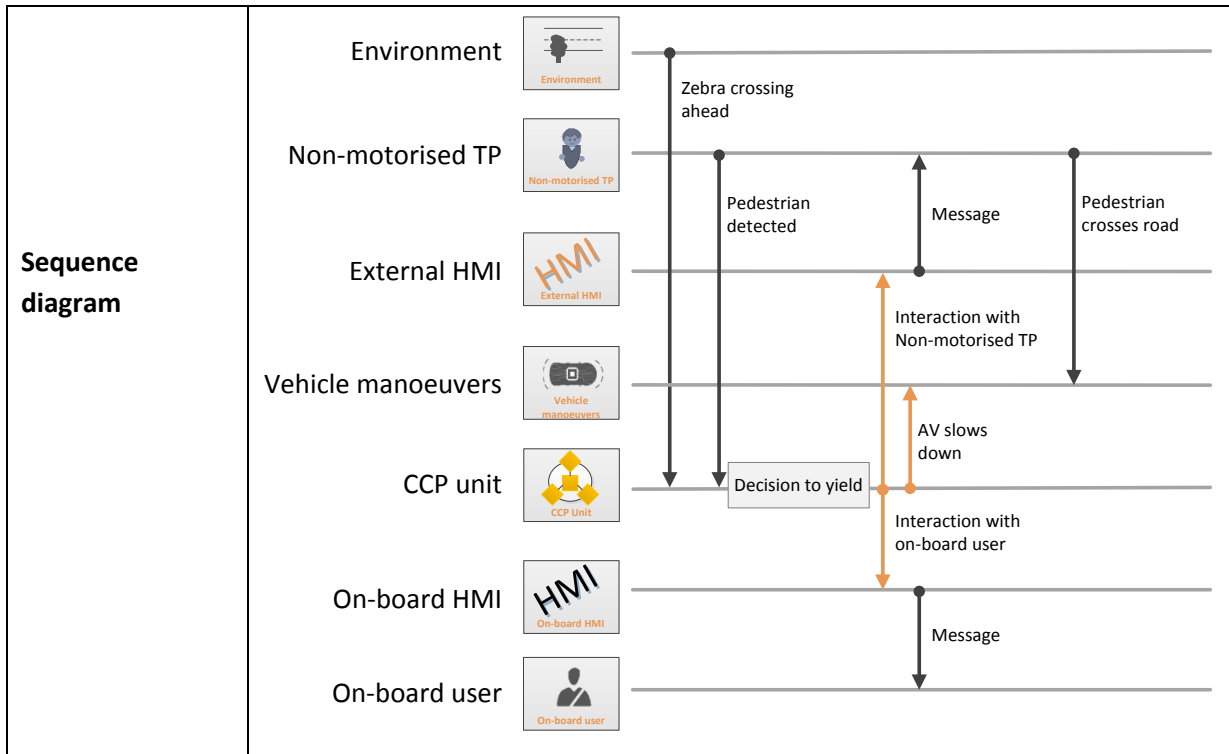 Sequence
diagram
Environment
Environment
Zebra crossing
ahead
Non-motorised TP
Non-motorised TP
Pedestrian
detected
Message
Pedestrian
crosses road
External HMI
HMI
External HMI
Interaction with
Non-motorised TP
Vehicle manoeuvers
Vehicle
manoeuvers
AV slows
down
CCP unit
CCP Unit
Decision to yield
Interaction with
on-board user
On-board HMI
HMI
On-board HMI
Message
On-board user
On-board user